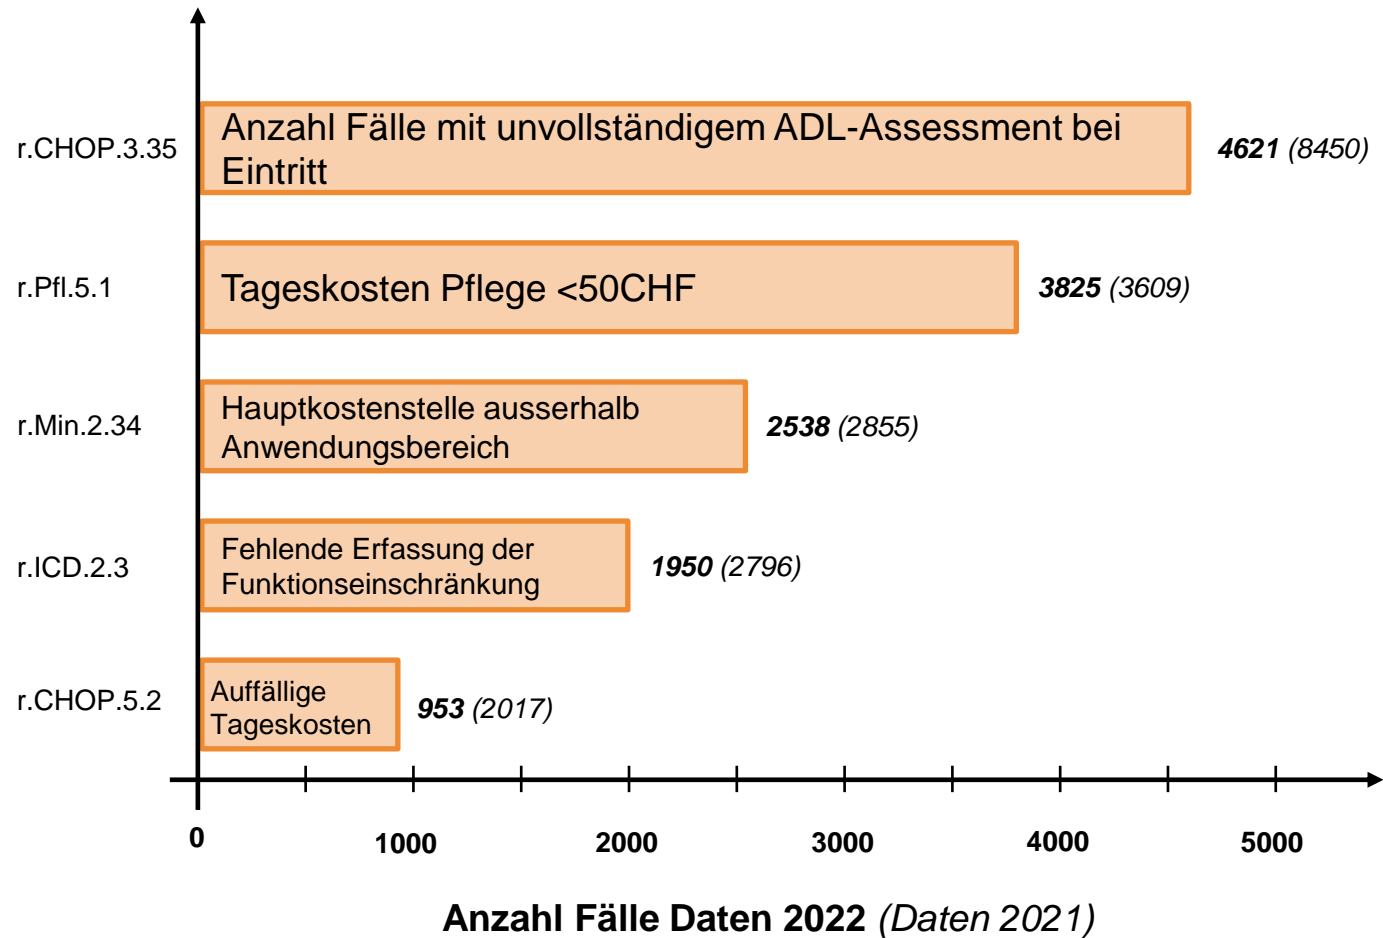 r.CHOP.3.35
Anzahl Fälle mit unvollständigem ADL-Assessment bei
Eintritt
4621 (8450)
r.Pfl.5.1
Tageskosten Pflege <50CHF
3825 (3609)
r.Min.2.34
Hauptkostenstelle ausserhalb
Anwendungsbereich
2538 (2855)
r.ICD.2.3
Fehlende Erfassung der
Funktionseinschränkung
1950 (2796)
r.CHOP.5.2
Auffällige
Tageskosten
953 (2017)
0 1000 2000 3000 4000 5000
Anzahl Fälle Daten 2022 (Daten 2021)